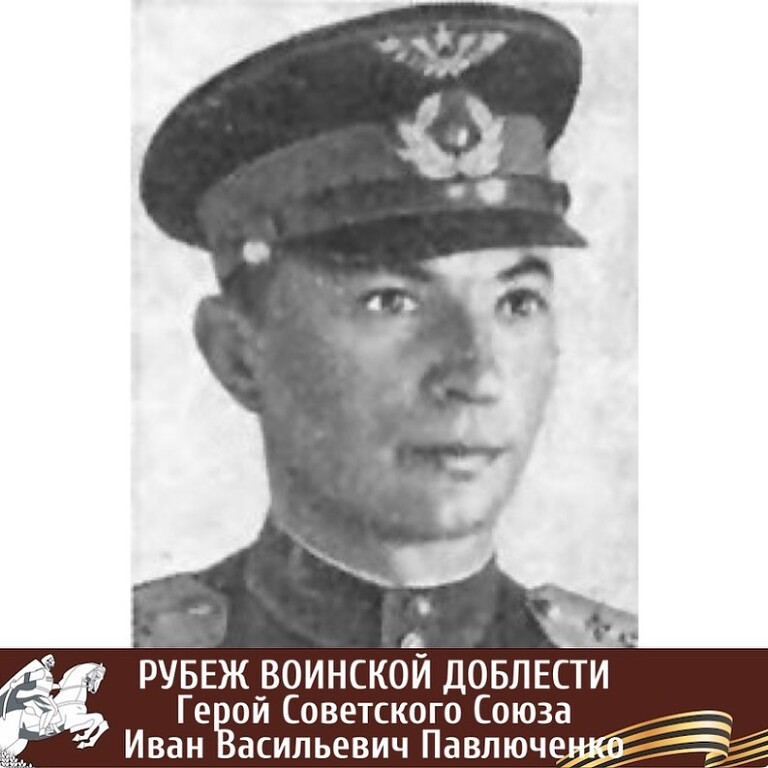 РУБЕЖ ВОИНСКОЙ ДОБЛЕСТИ
Герой Советского Союза
Иван Васильевич Павлюченко